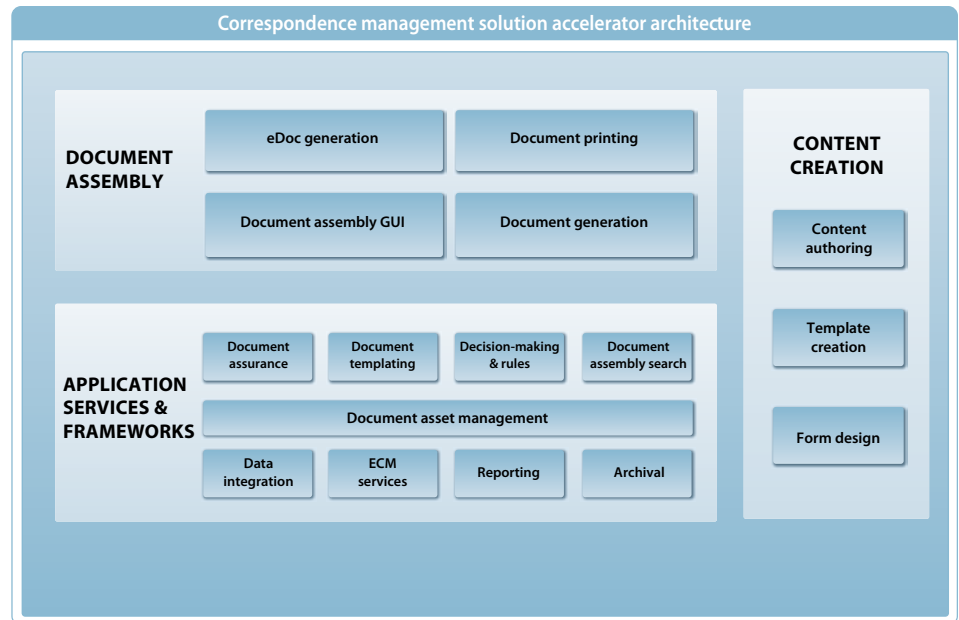 Correspondence management solution accelerator architecture
DOCUMENT
ASSEMBLY
eDoc generation
Document printing
Document assembly GUI
Document generation
APPLICATION
SERVICES &
FRAMEWORKS
Document
assurance
Document
templating
Decision-making
& rules
Document
assembly search
Document asset management
Data
integration
ECM
services
Reporting
Archival
CONTENT
CREATION
Content
authoring
Template
creation
Form design